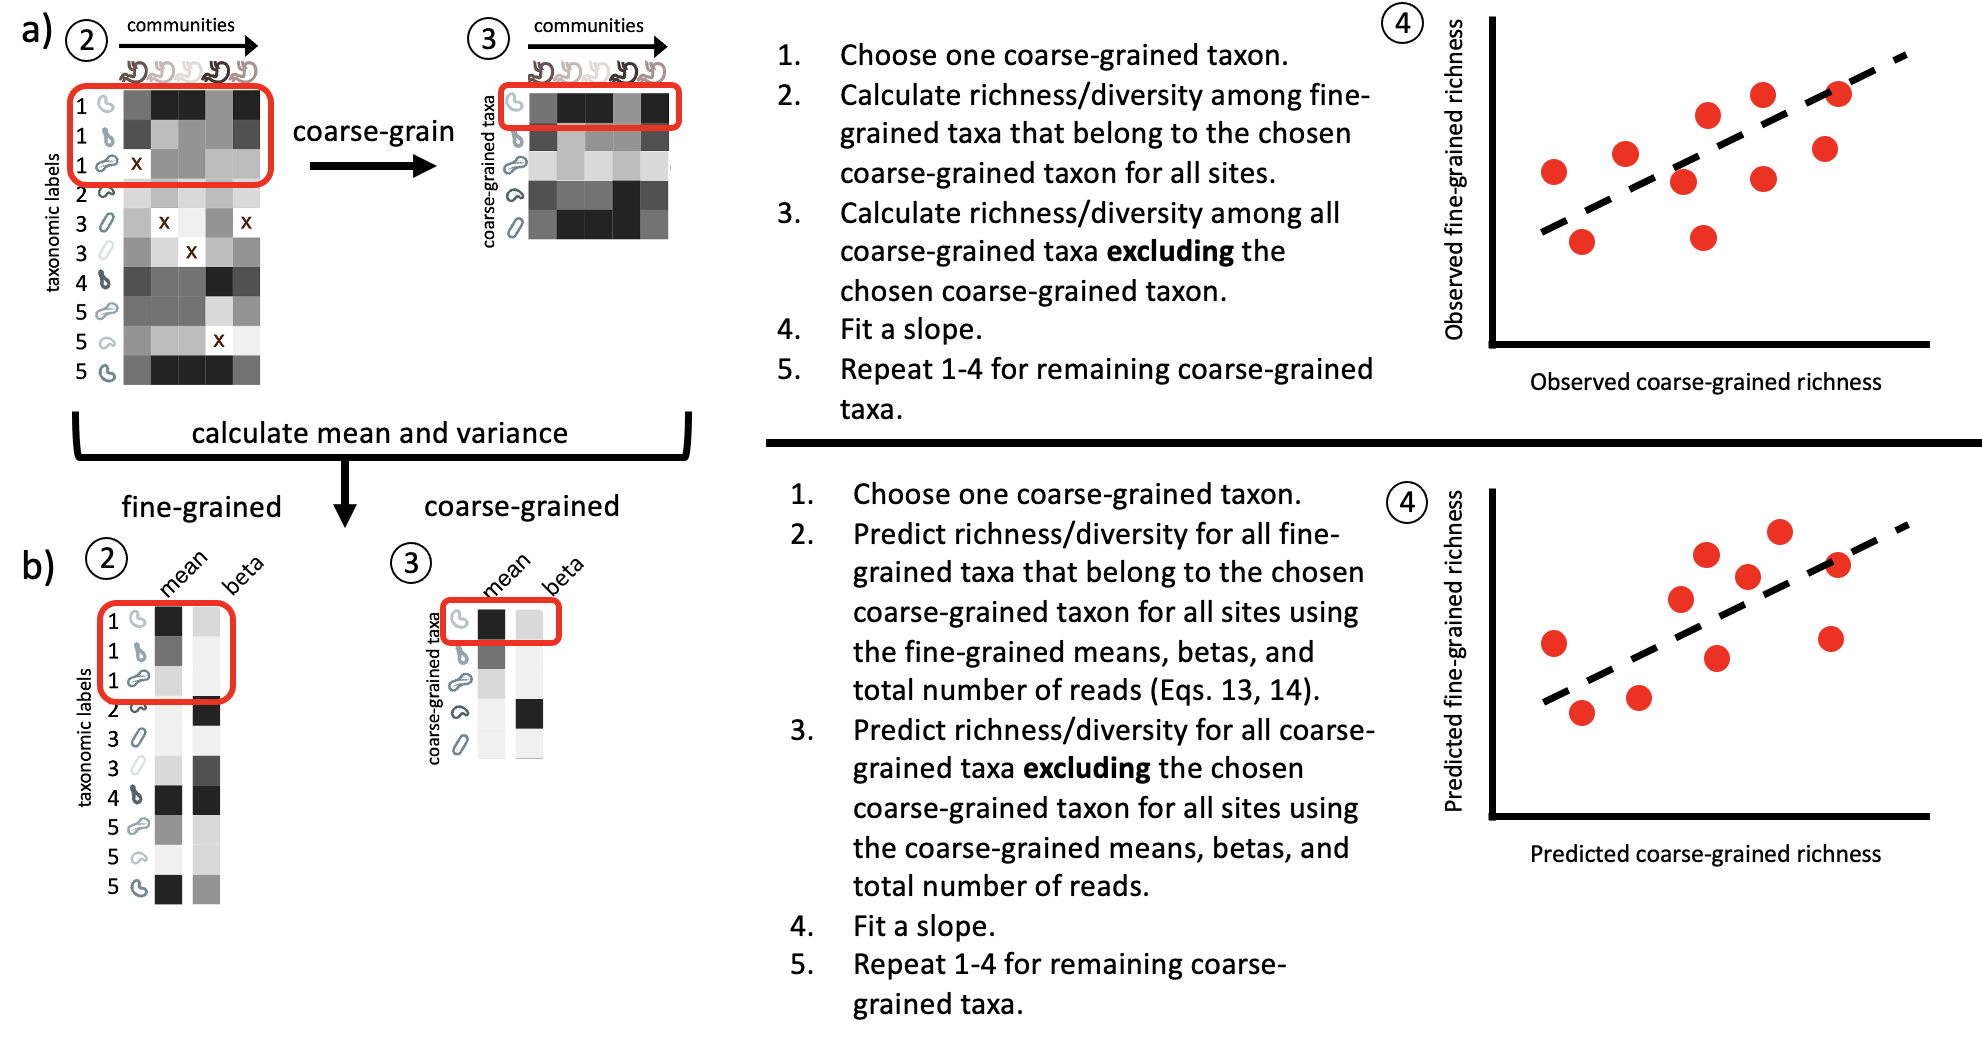 a)
2
communities
3
communities
coarse-grain
taxonomic labels
1
1
1
2
3
3
4
5
5
5
x
x
x
x
x
coarse-grained taxa
1. Choose one coarse-grained taxon.
2. Calculate richness/diversity among fine-
grained taxa that belong to the chosen
coarse-grained taxon for all sites.
3. Calculate richness/diversity among all
coarse-grained taxa excluding the
chosen coarse-grained taxon.
4. Fit a slope.
5. Repeat 1-4 for remaining coarse-grained
taxa.
4
Observed fine-grained richness
Observed coarse-grained richness
calculate mean and variance
fine-grained
coarse-grained
b)
2
mean
beta
3
mean
beta
taxonomic labels
1
1
1
2
3
3
4
5
5
5
coarse-grained taxa
1. Choose one coarse-grained taxon.
2. Predict richness/diversity for all fine-
grained taxa that belong to the chosen
coarse-grained taxon for all sites using
the fine-grained means, betas, and
total number of reads (Eqs. 13, 14).
3. Predict richness/diversity for all coarse-
grained taxa excluding the chosen
coarse-grained taxon for all sites using
the coarse-grained means, betas, and
total number of reads.
4. Fit a slope.
5. Repeat 1-4 for remaining coarse-
grained taxa.
4
Predicted fine-grained richness
Predicted coarse-grained richness